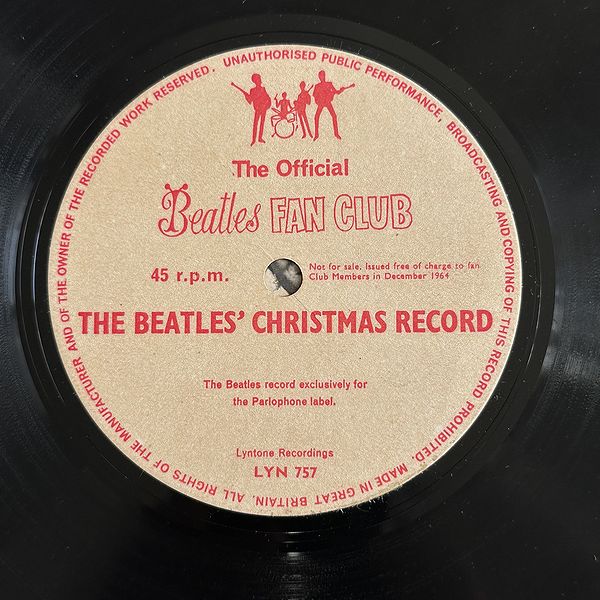 ALL RIGHTS OF THE MANUFACTURER AND OF THE OWNER OF THE RECORDED WORK RESERVED. UNAUTHORISED PUBLIC PERFORMANCE, BROADCASTING AND COPYING OF THIS RECORD PROHIBITED. MADE IN GREAT BRITAIN.
The Official
Beatles FAN CLUB
45 r.p.m.
Not for sale. Issued free of charge to fan
Club Members in December 1964
THE BEATLES' CHRISTMAS RECORD
The Beatles record exclusively for
the Parlophone label.
Lyntone Recordings
LYN 757